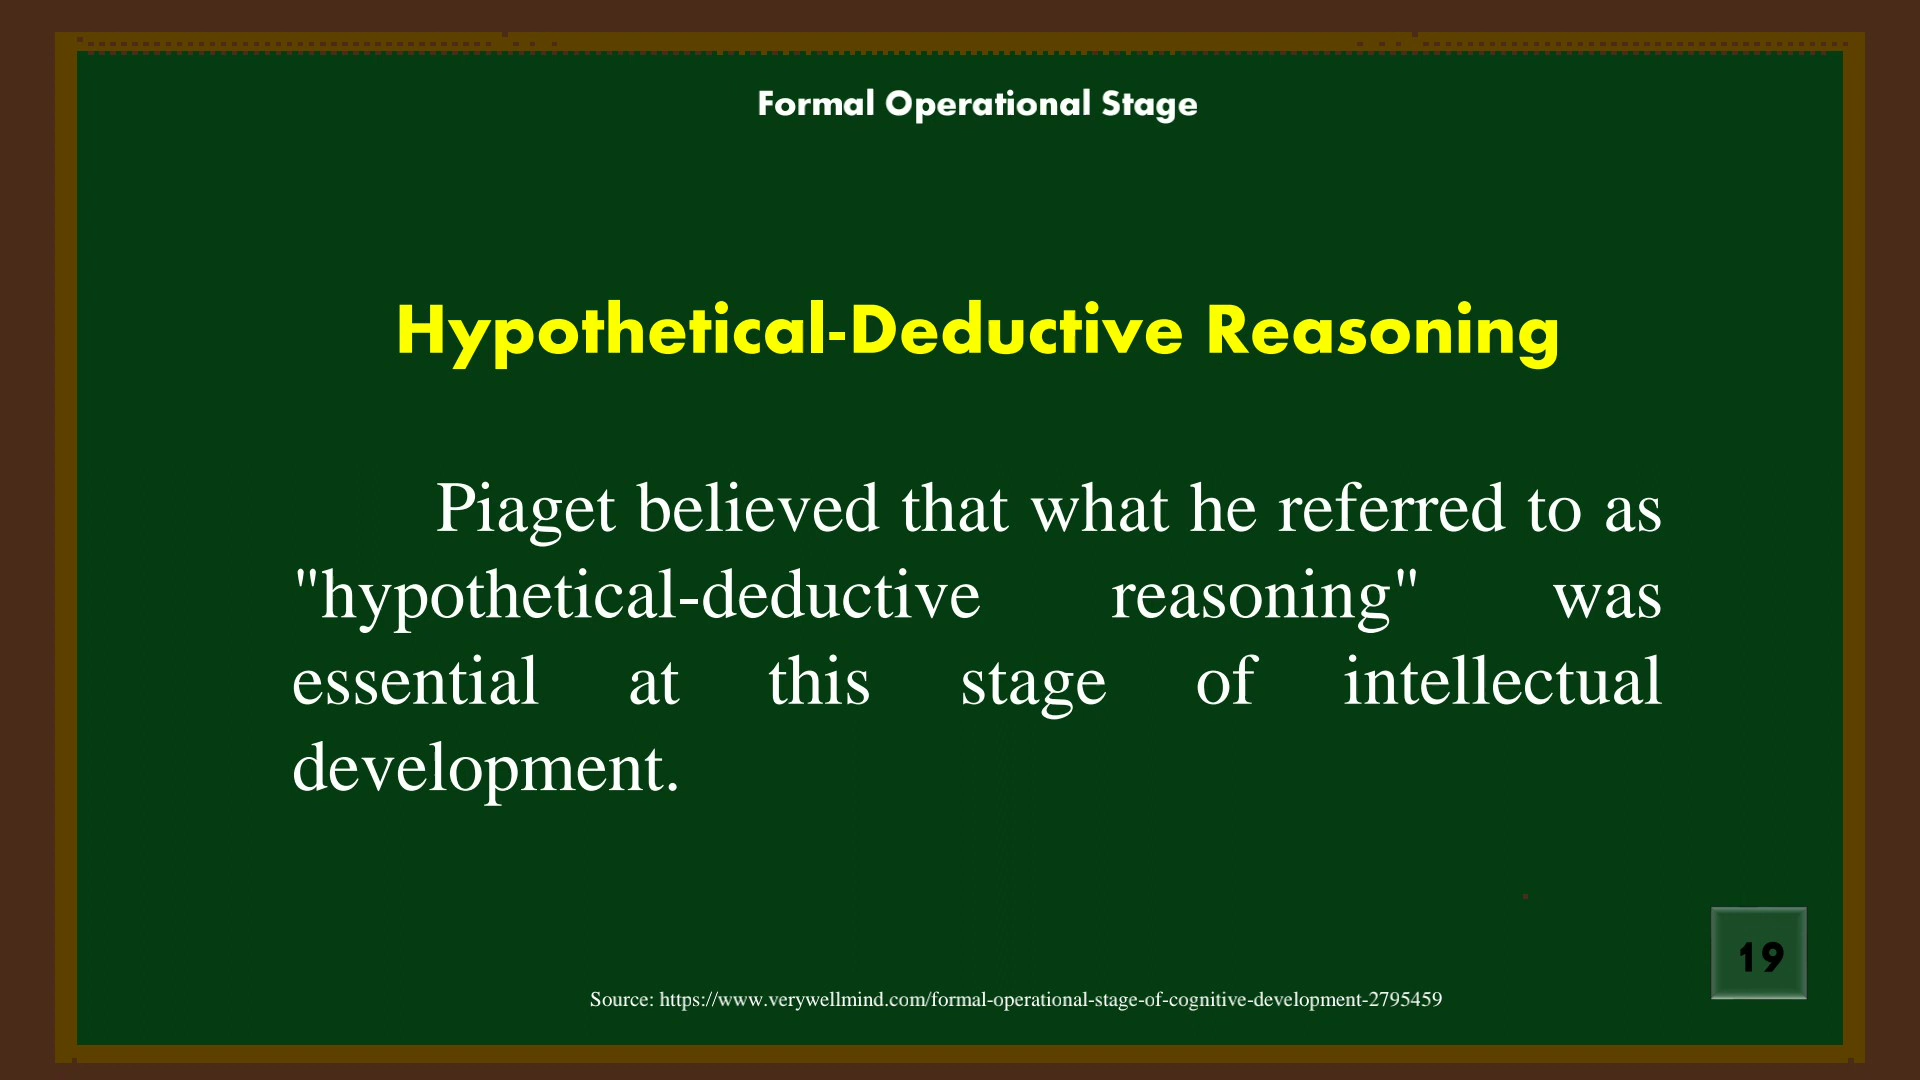 Formal Operational Stage
Hypothetical-Deductive Reasoning
Piaget believed that what he referred to as
"hypothetical-deductive reasoning" was
essential at this stage of intellectual
development.
19
Source: https://www.verywellmind.com/formal-operational-stage-of-cognitive-development-2795459